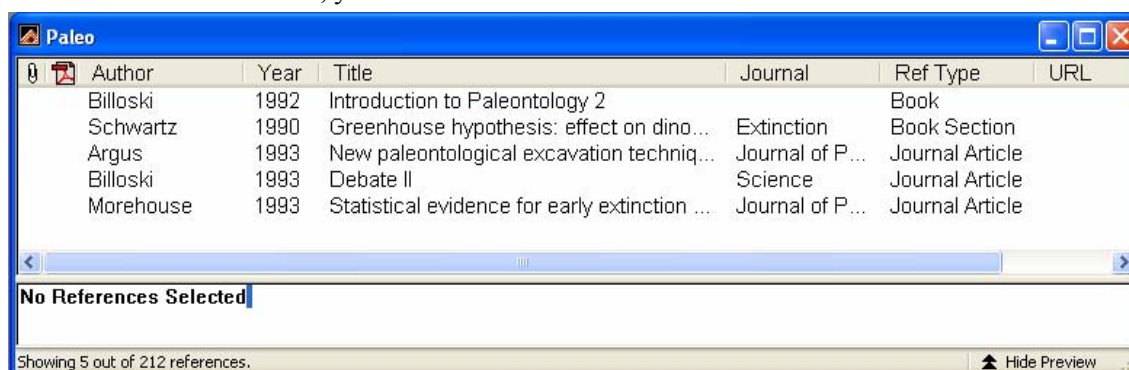 Paleo
Author Year Title Journal Ref Type URL
Billoski 1992 Introduction to Paleontology 2 Book
Schwartz 1990 Greenhouse hypothesis: effect on dino... Extinction Book Section
Argus 1993 New paleontological excavation techniq... Journal of P... Journal Article
Billoski 1993 Debate II Science Journal Article
Morehouse 1993 Statistical evidence for early extinction ... Journal of P... Journal Article
No References Selected
Showing 5 out of 212 references. Hide Preview